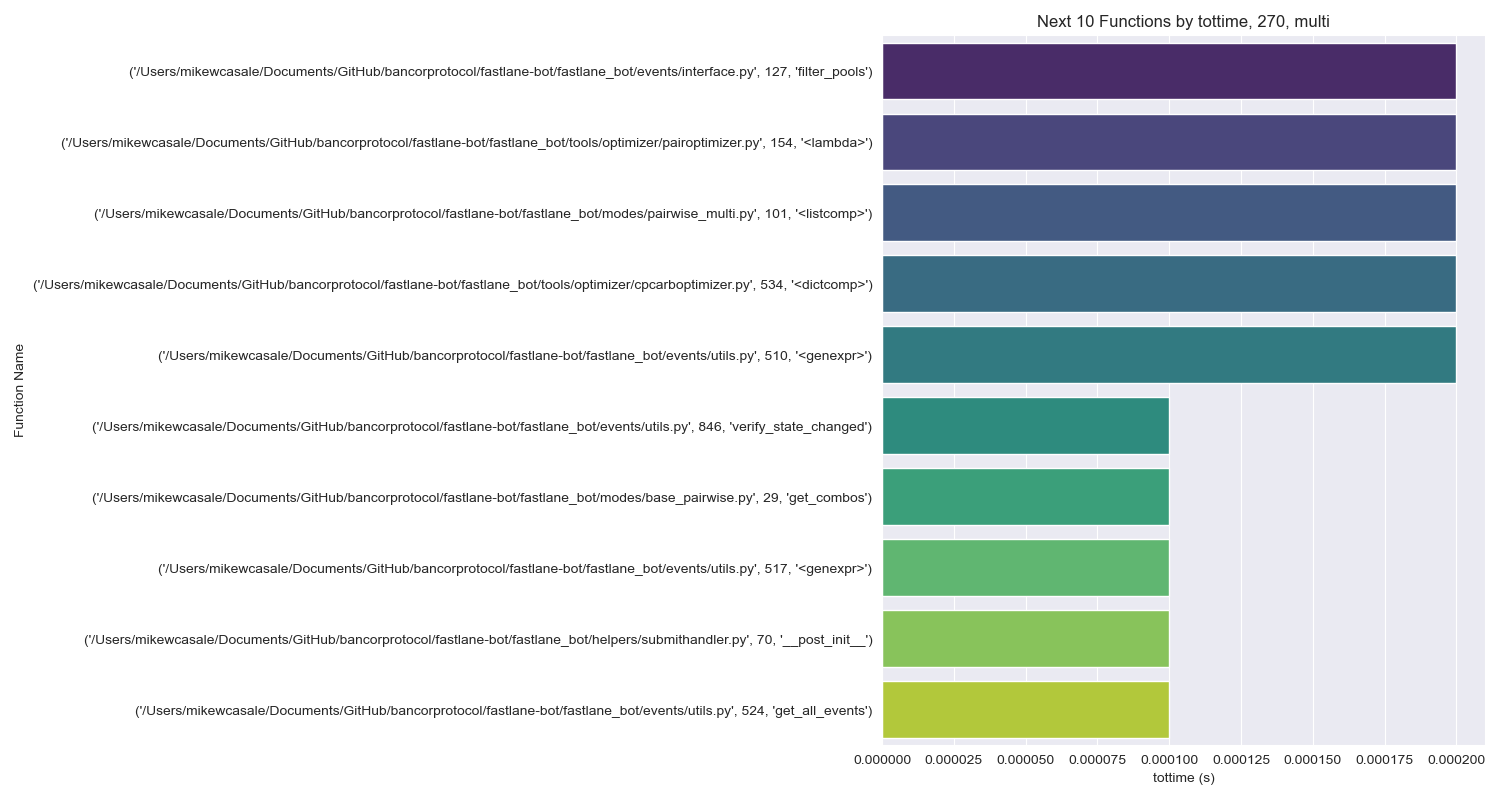 Next 10 Functions by tottime, 270, multi
('/Users/mikewcasale/Documents/GitHub/bancorprotocol/fastlane-bot/fastlane_bot/events/interface.py', 127, 'filter_pools')
('/Users/mikewcasale/Documents/GitHub/bancorprotocol/fastlane-bot/fastlane_bot/tools/optimizer/pairoptimizer.py', 154, '<lambda>')
('/Users/mikewcasale/Documents/GitHub/bancorprotocol/fastlane-bot/fastlane_bot/modes/pairwise_multi.py', 101, '<listcomp>')
('/Users/mikewcasale/Documents/GitHub/bancorprotocol/fastlane-bot/fastlane_bot/tools/optimizer/cpcarboptimizer.py', 534, '<dictcomp>')
('/Users/mikewcasale/Documents/GitHub/bancorprotocol/fastlane-bot/fastlane_bot/events/utils.py', 510, '<genexpr>')
('/Users/mikewcasale/Documents/GitHub/bancorprotocol/fastlane-bot/fastlane_bot/events/utils.py', 846, 'verify_state_changed')
('/Users/mikewcasale/Documents/GitHub/bancorprotocol/fastlane-bot/fastlane_bot/modes/base_pairwise.py', 29, 'get_combos')
('/Users/mikewcasale/Documents/GitHub/bancorprotocol/fastlane-bot/fastlane_bot/events/utils.py', 517, '<genexpr>')
('/Users/mikewcasale/Documents/GitHub/bancorprotocol/fastlane-bot/fastlane_bot/helpers/submithandler.py', 70, '__post_init__')
('/Users/mikewcasale/Documents/GitHub/bancorprotocol/fastlane-bot/fastlane_bot/events/utils.py', 524, 'get_all_events')
Function Name
0.000000 0.000025 0.000050 0.000075 0.000100 0.000125 0.000150 0.000175 0.000200
tottime (s)